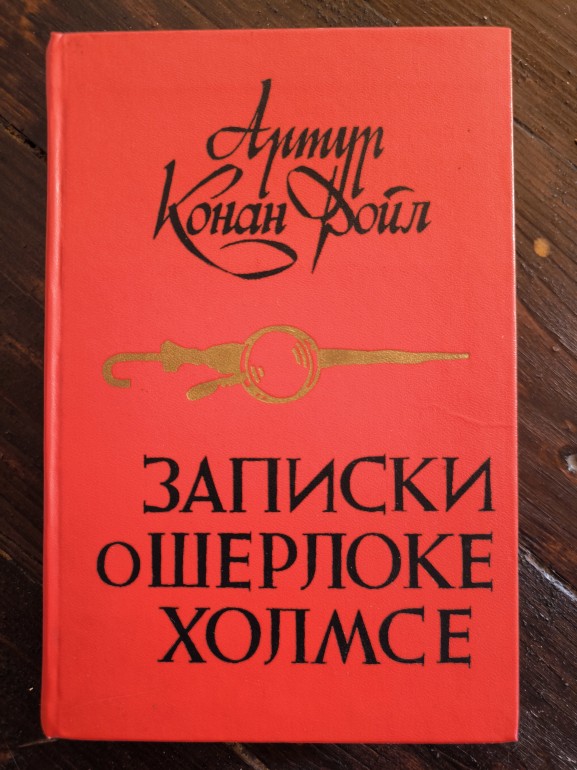 Артур
Конан Дойл
ЗАПИСКИ
О ШЕРЛОКЕ
ХОЛМСЕ